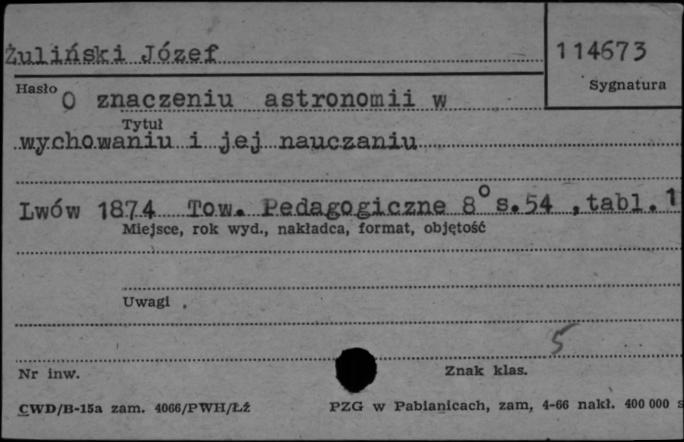 Żuliński Józef
114673
Hasło
Sygnatura
O znaczeniu astronomii w
Tytuł
wychowaniu i jej nauczaniu
Lwów 1874 Tow. Pedagogiczne 8° s.54 ,tabl.1
Miejsce, rok wyd., nakładca, format, objętość
Uwagi
5
Nr inw.
Znak klas.
CWD/B-15a zam. 4066/PWH/Łż
PZG w Pabianicach, zam, 4-66 nakł. 400 000 s